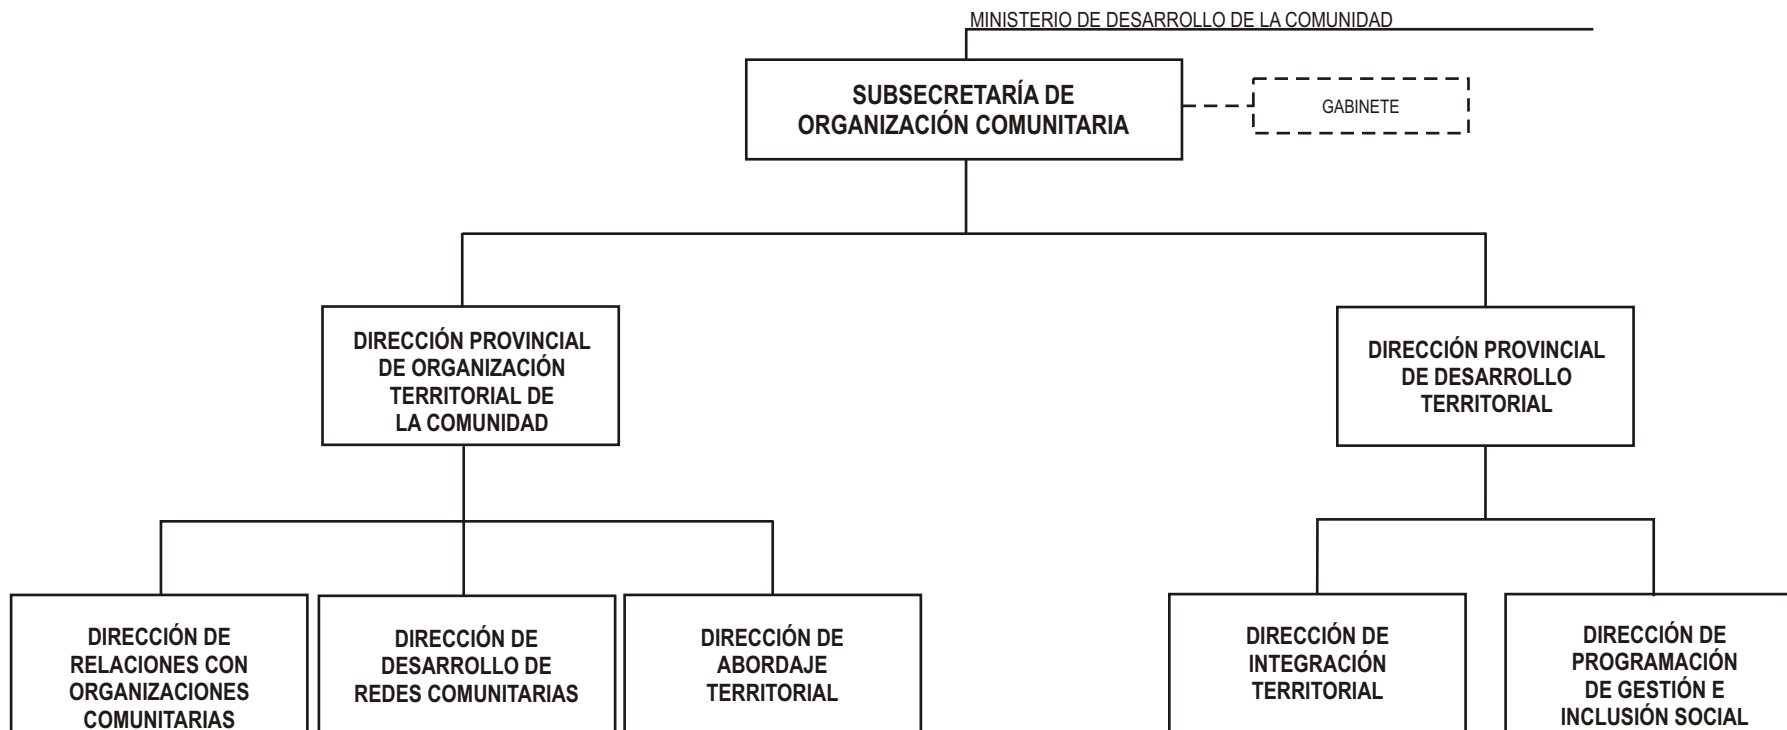 MINISTERIO DE DESARROLLO DE LA COMUNIDAD
SUBSECRETARÍA DE
ORGANIZACIÓN COMUNITARIA
GABINETE
DIRECCIÓN PROVINCIAL
DE ORGANIZACIÓN
TERRITORIAL DE
LA COMUNIDAD
DIRECCIÓN PROVINCIAL
DE DESARROLLO
TERRITORIAL
DIRECCIÓN DE
RELACIONES CON
ORGANIZACIONES
COMUNITARIAS
DIRECCIÓN DE
DESARROLLO DE
REDES COMUNITARIAS
DIRECCIÓN DE
ABORDAJE
TERRITORIAL
DIRECCIÓN DE
INTEGRACIÓN
TERRITORIAL
DIRECCIÓN DE
PROGRAMACIÓN
DE GESTIÓN E
INCLUSIÓN SOCIAL